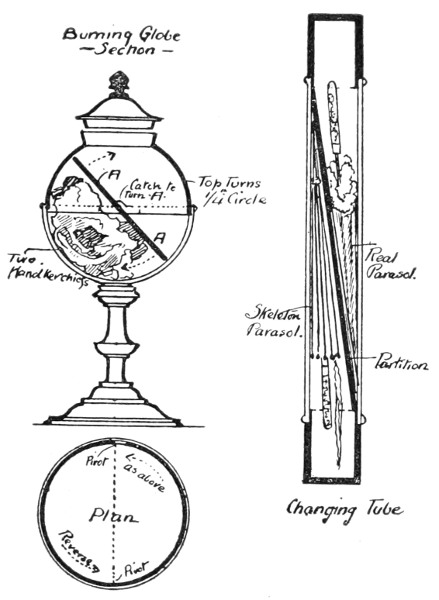 Burning Globe
- Section -
A
Catch to
turn -A-
Top Turns
1/4 Circle
A
Two
Handkerchiefs
Real
Parasol.
Skeleton
Parasol.
Partition
Changing Tube
Pivot
as above
Plan
Reverse
Pivot